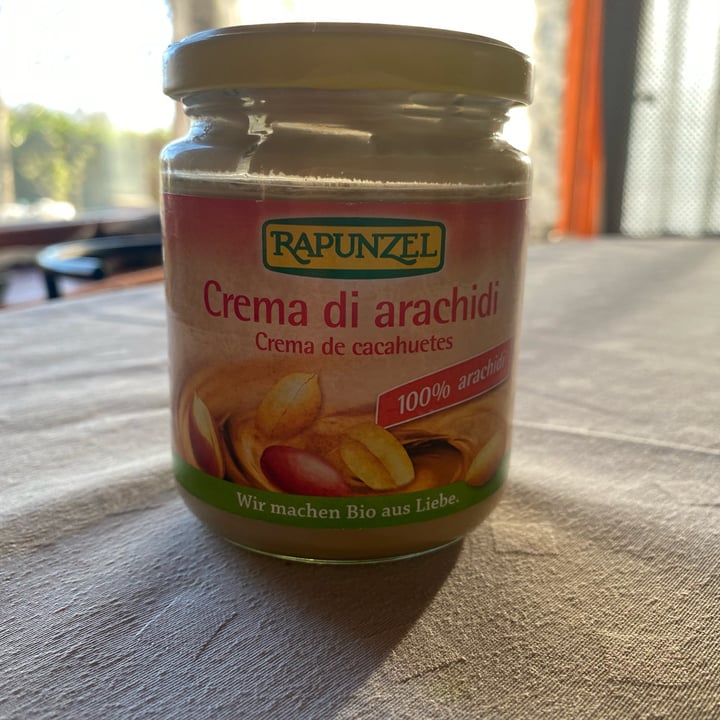 RAPUNZEL
Crema di arachidi
Crema de cacahuetes
100% arachidi
Wir machen Bio aus Liebe.